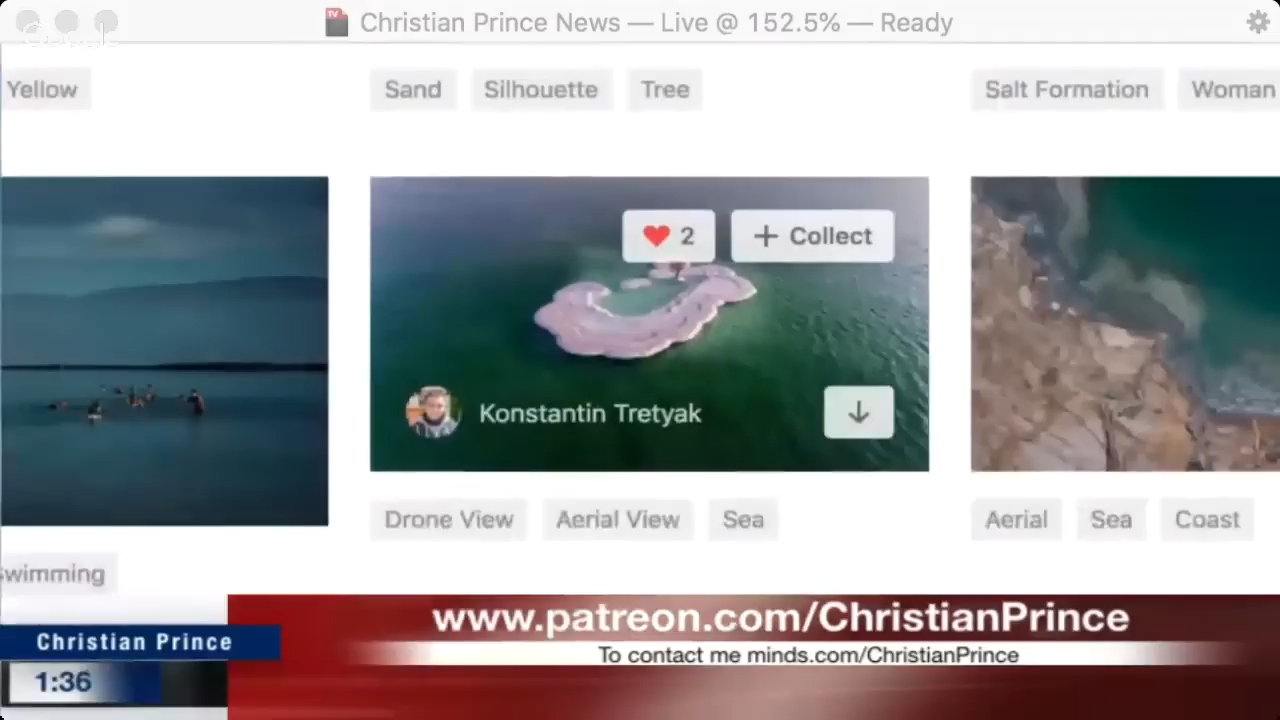 Christian Prince News — Live @ 152.5% — Ready
Yellow
Sand
Silhouette
Tree
Salt Formation
Woman
2
+ Collect
Konstantin Tretyak
Drone View
Aerial View
Sea
Aerial
Sea
Coast
Swimming
www.patreon.com/ChristianPrince
To contact me minds.com/ChristianPrince
Christian Prince
1:36